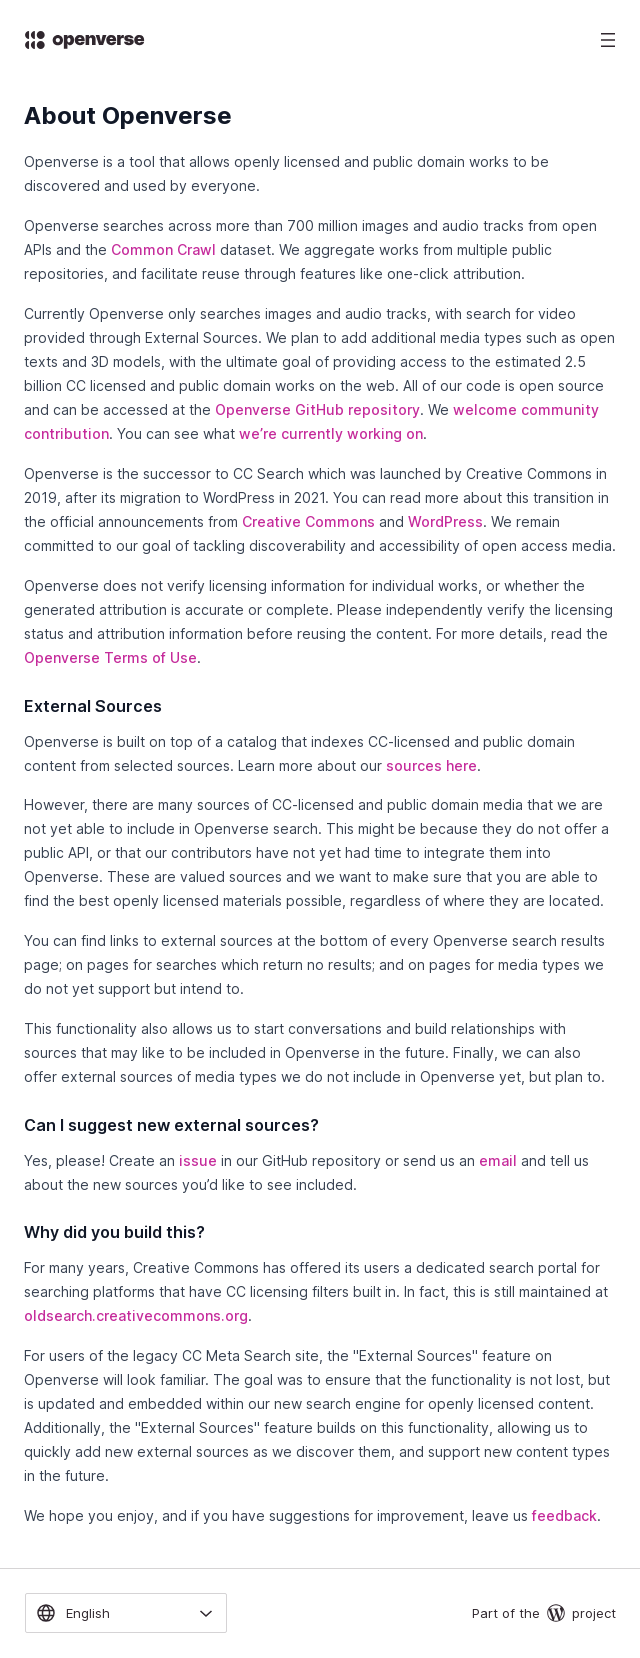 openverse
About Openverse
Openverse is a tool that allows openly licensed and public domain works to be
discovered and used by everyone.
Openverse searches across more than 700 million images and audio tracks from open
APIs and the Common Crawl dataset. We aggregate works from multiple public
repositories, and facilitate reuse through features like one-click attribution.
Currently Openverse only searches images and audio tracks, with search for video
provided through External Sources. We plan to add additional media types such as open
texts and 3D models, with the ultimate goal of providing access to the estimated 2.5
billion CC licensed and public domain works on the web. All of our code is open source
and can be accessed at the Openverse GitHub repository. We welcome community
contribution. You can see what we’re currently working on.
Openverse is the successor to CC Search which was launched by Creative Commons in
2019, after its migration to WordPress in 2021. You can read more about this transition in
the official announcements from Creative Commons and WordPress. We remain
committed to our goal of tackling discoverability and accessibility of open access media.
Openverse does not verify licensing information for individual works, or whether the
generated attribution is accurate or complete. Please independently verify the licensing
status and attribution information before reusing the content. For more details, read the
Openverse Terms of Use.
External Sources
Openverse is built on top of a catalog that indexes CC-licensed and public domain
content from selected sources. Learn more about our sources here.
However, there are many sources of CC-licensed and public domain media that we are
not yet able to include in Openverse search. This might be because they do not offer a
public API, or that our contributors have not yet had time to integrate them into
Openverse. These are valued sources and we want to make sure that you are able to
find the best openly licensed materials possible, regardless of where they are located.
You can find links to external sources at the bottom of every Openverse search results
page; on pages for searches which return no results; and on pages for media types we
do not yet support but intend to.
This functionality also allows us to start conversations and build relationships with
sources that may like to be included in Openverse in the future. Finally, we can also
offer external sources of media types we do not include in Openverse yet, but plan to.
Can I suggest new external sources?
Yes, please! Create an issue in our GitHub repository or send us an email and tell us
about the new sources you’d like to see included.
Why did you build this?
For many years, Creative Commons has offered its users a dedicated search portal for
searching platforms that have CC licensing filters built in. In fact, this is still maintained at
oldsearch.creativecommons.org.
For users of the legacy CC Meta Search site, the "External Sources" feature on
Openverse will look familiar. The goal was to ensure that the functionality is not lost, but
is updated and embedded within our new search engine for openly licensed content.
Additionally, the "External Sources" feature builds on this functionality, allowing us to
quickly add new external sources as we discover them, and support new content types
in the future.
We hope you enjoy, and if you have suggestions for improvement, leave us feedback.
English
Part of the project